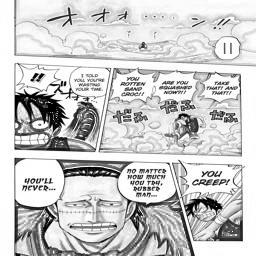 オオォ……ン!!!
11
TAKE
THAT! AND
THAT!!
ARE YOU
SQUASHED
NOW?!!
YOU
ROTTEN
SAND
CROC!!
I TOLD
YOU, YOU'RE
WASTING
YOUR TIME.
!!
YOU
CREEP!
NO MATTER
HOW MUCH
YOU TRY,
RUBBER
MAN...
YOU'LL
NEVER...